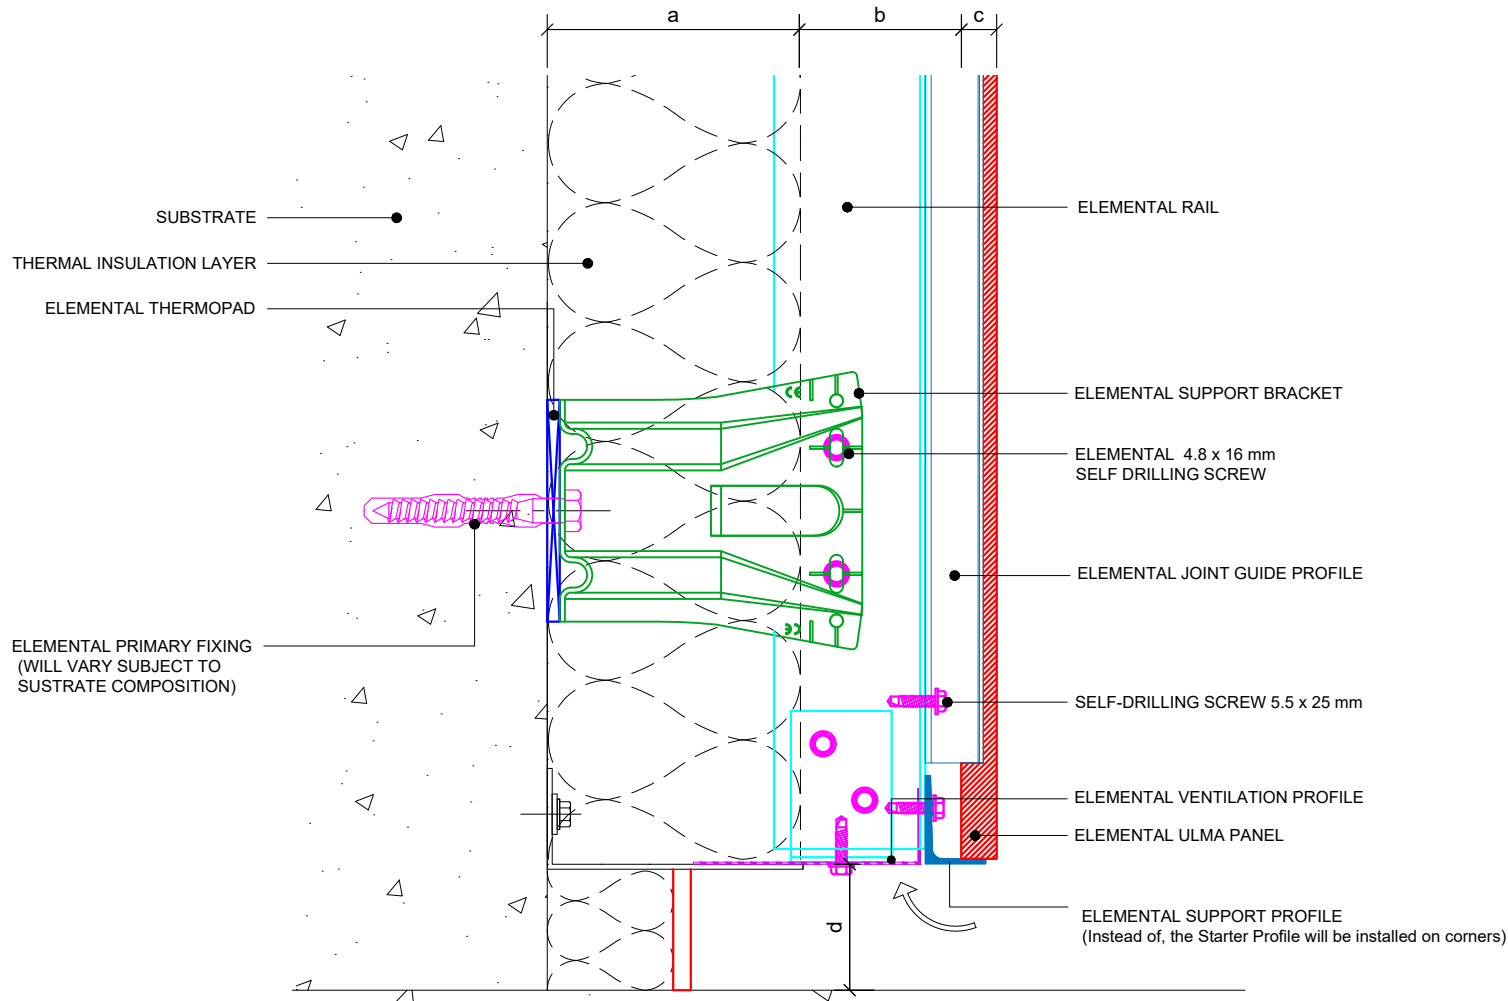 a
b
c
SUBSTRATE
THERMAL INSULATION LAYER
ELEMENTAL THERMOPAD
ELEMENTAL PRIMARY FIXING
(WILL VARY SUBJECT TO
SUSTRATE COMPOSITION)
ELEMENTAL RAIL
ELEMENTAL SUPPORT BRACKET
ELEMENTAL 4.8 x 16 mm
SELF DRILLING SCREW
ELEMENTAL JOINT GUIDE PROFILE
SELF-DRILLING SCREW 5.5 x 25 mm
ELEMENTAL VENTILATION PROFILE
ELEMENTAL ULMA PANEL
ELEMENTAL SUPPORT PROFILE
(Instead of, the Starter Profile will be installed on corners)
d
CE
CE